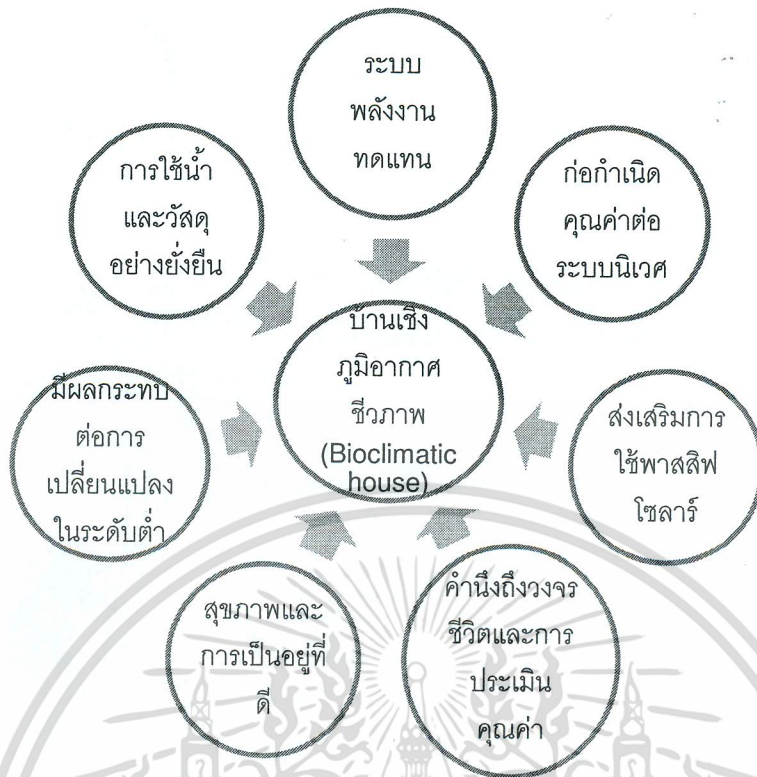 ระบบ
พลังงาน
ทดแทน
ก่อกำเนิด
คุณค่าต่อ
ระบบนิเวศ
ส่งเสริมการ
ใช้พาสสิฟ
โซลาร์
คำนึงถึงวงจร
ชีวิตและการ
ประเมิน
คุณค่า
สุขภาพและ
การเป็นอยู่ที่
ดี
มีผลกระทบ
ต่อการ
เปลี่ยนแปลง
ในระดับต่ำ
การใช้น้ำ
และวัสดุ
อย่างยั่งยืน
บ้านเชิง
ภูมิอากาศ
ชีวภาพ
(Bioclimatic
house)